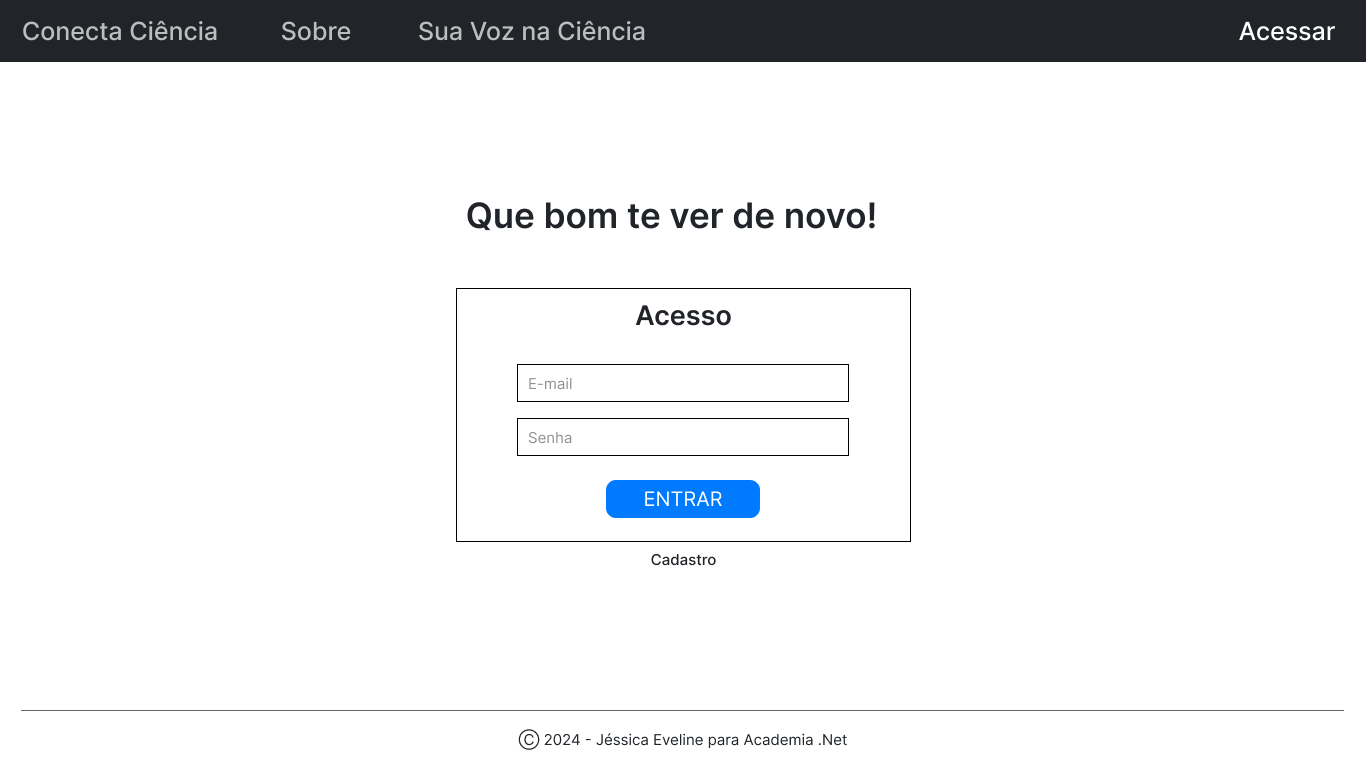 Conecta Ciência Sobre Sua Voz na Ciência Acessar
Que bom te ver de novo!
Acesso
E-mail
Senha
ENTRAR
Cadastro
© 2024 - Jéssica Eveline para Academia .Net